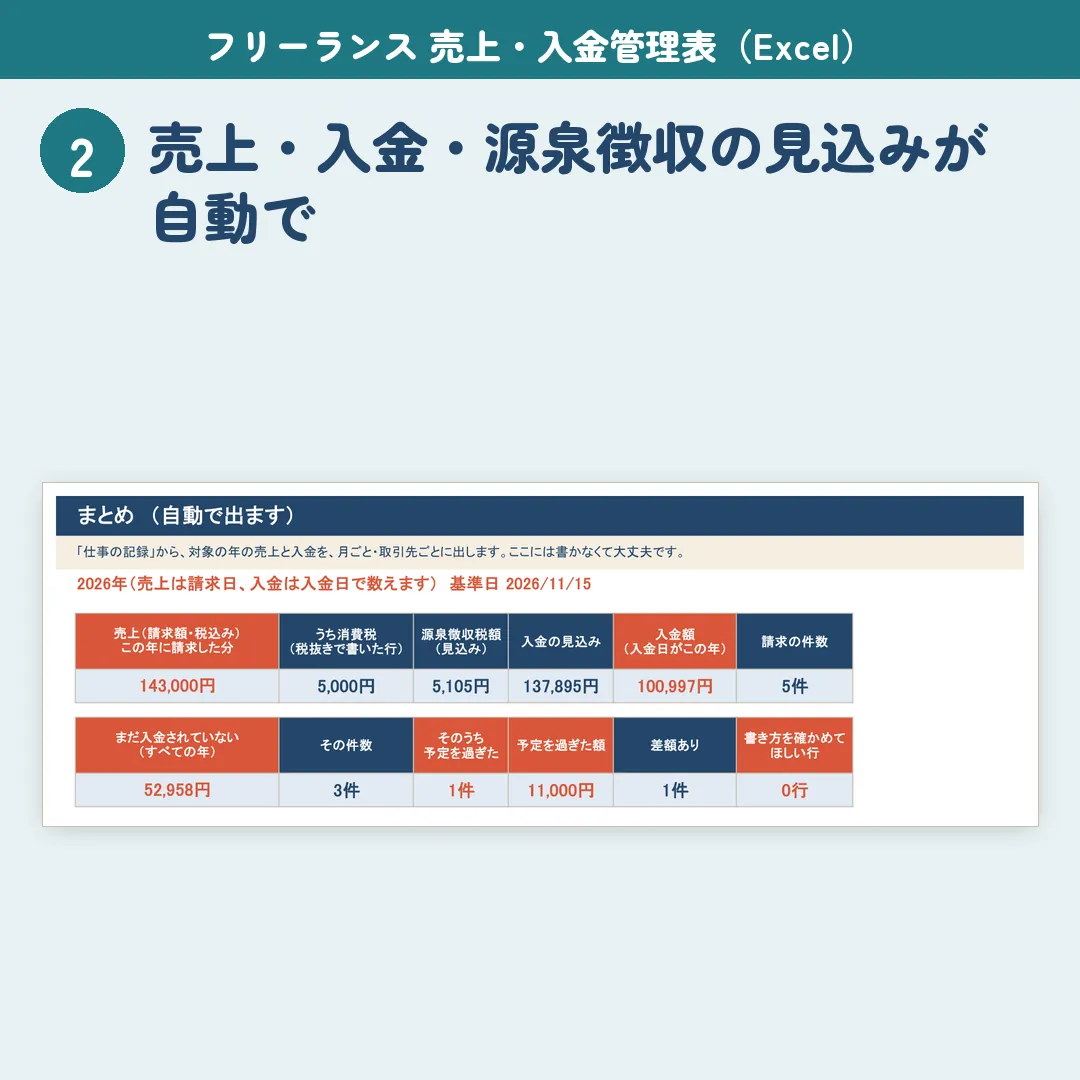 フリーランス 売上・入金管理表（Excel）
2 売上・入金・源泉徴収の見込みが
自動で
まとめ （自動で出ます）
「仕事の記録」から、対象の年の売上と入金を、月ごと・取引先ごとに出します。ここには書かなくて大丈夫です。
2026年（売上は請求日、入金は入金日で数えます） 基準日 2026/11/15
売上（請求額・税込み）
この年に請求した分
うち消費税
（税抜きで書いた行）
源泉徴収税額
（見込み）
入金の見込み
入金額
（入金日がこの年）
請求の件数
143,000円 5,000円 5,105円 137,895円 100,997円 5件
まだ入金されていない
（すべての年）
その件数
そのうち
予定を過ぎた
予定を過ぎた額
差額あり
書き方を確かめて
ほしい行
52,958円 3件 1件 11,000円 1件 0行